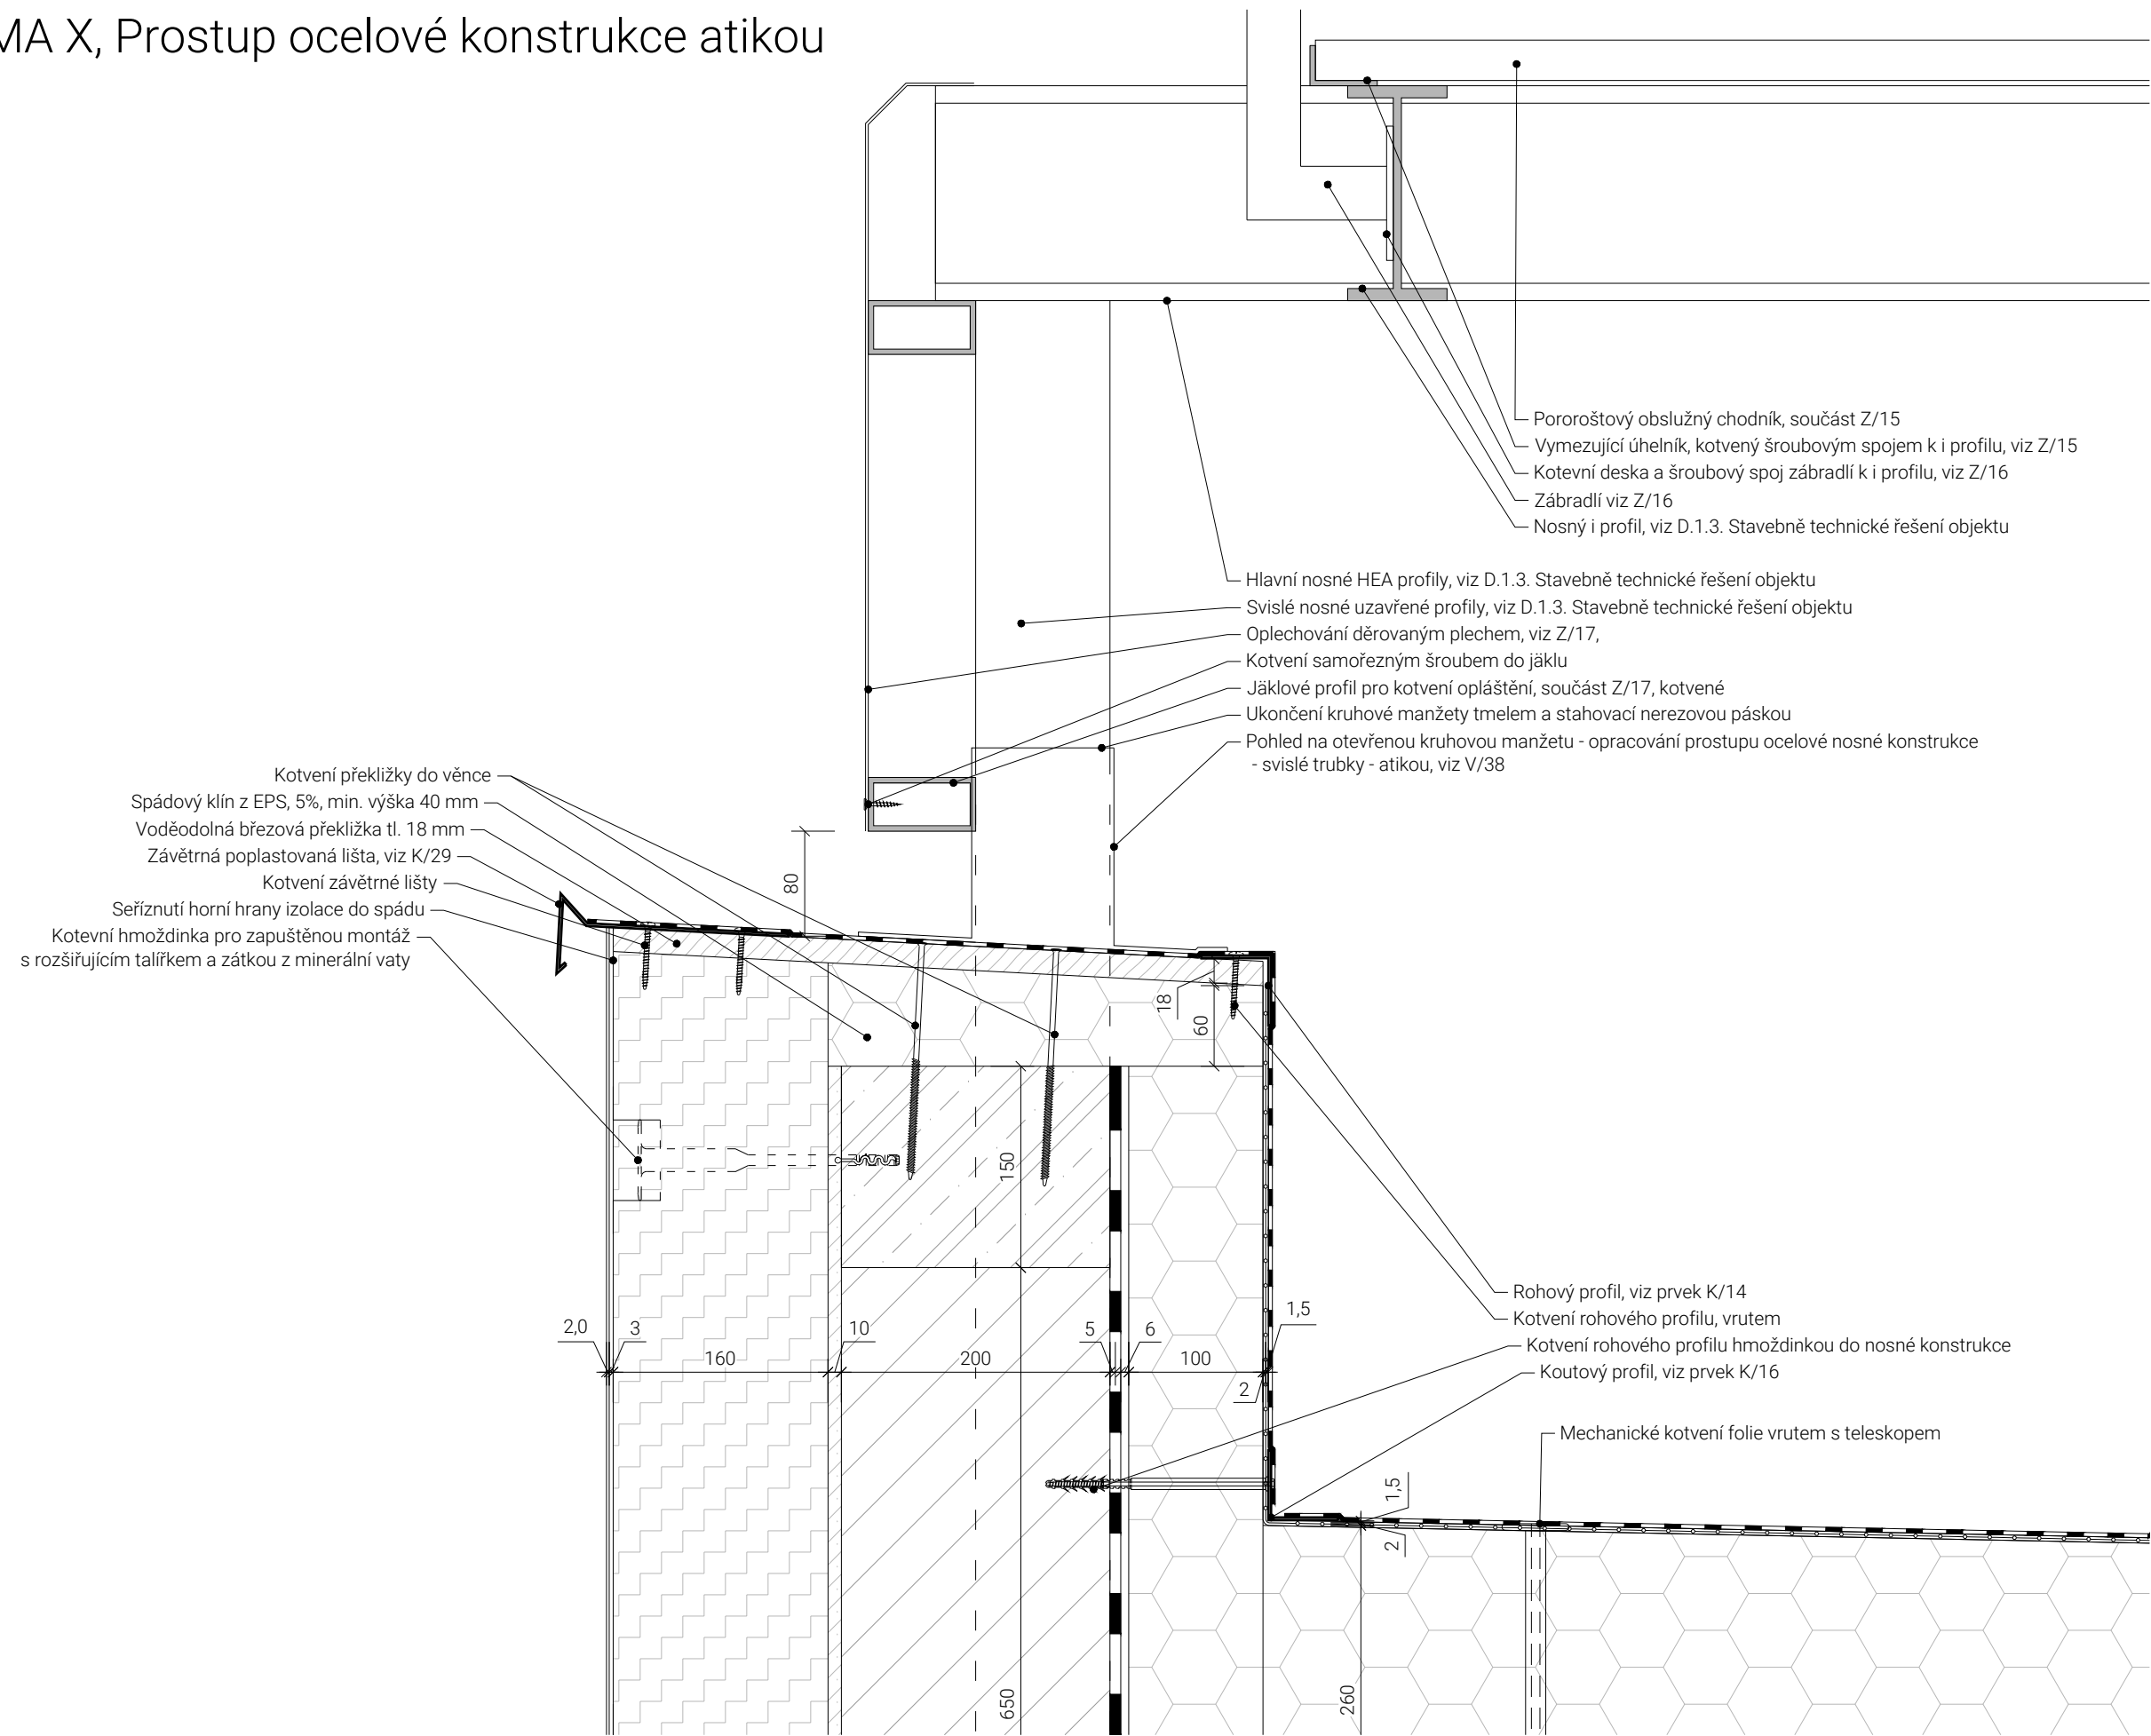 MA X, Prostup ocelové konstrukce atikou
Pororoštový obslužný chodník, součást Z/15
Vymezující úhelník, kotvený šroubovým spojem k i profilu, viz Z/15
Kotevní deska a šroubový spoj zábradlí k i profilu, viz Z/16
Zábradlí viz Z/16
Nosný i profil, viz D.1.3. Stavebně technické řešení objektu
Hlavní nosné HEA profily, viz D.1.3. Stavebně technické řešení objektu
Svislé nosné uzavřené profily, viz D.1.3. Stavebně technické řešení objektu
Oplechování děrovaným plechem, viz Z/17,
Kotvení samořezným šroubem do jäklu
Jäklové profil pro kotvení opláštění, součást Z/17, kotvené
Ukončení kruhové manžety tmelem a stahovací nerezovou páskou
Pohled na otevřenou kruhovou manžetu - opracování prostupu ocelové nosné konstrukce
- svislé trubky - atikou, viz V/38
Kotvení překližky do věnce
Spádový klín z EPS, 5%, min. výška 40 mm
Voděodolná březová překližka tl. 18 mm
Závětrná poplastovaná lišta, viz K/29
Kotvení závětrné lišty
Seříznutí horní hrany izolace do spádu
Kotevní hmoždinka pro zapuštěnou montáž
s rozšiřujícím talířkem a zátkou z minerální vaty
80
18
60
150
Rohový profil, viz prvek K/14
Kotvení rohového profilu, vrutem
Kotvení rohového profilu hmoždinkou do nosné konstrukce
Koutový profil, viz prvek K/16
Mechanické kotvení folie vrutem s teleskopem
2,0
3
160
10
200
5
6
100
2
1,5
1,5
2
650
260